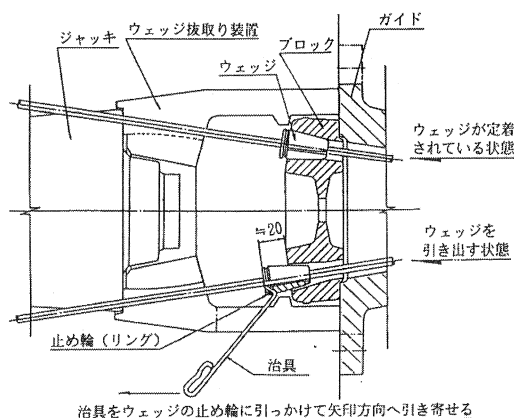 ガイド
ウェッジ抜取り装置
ブロック
ジャッキ
ウェッジ
ウェッジが定着
されている状態
≒20
ウェッジを
引き出す状態
止め輪（リング）
治具
治具をウェッジの止め輪に引っかけて矢印方向へ引き寄せる